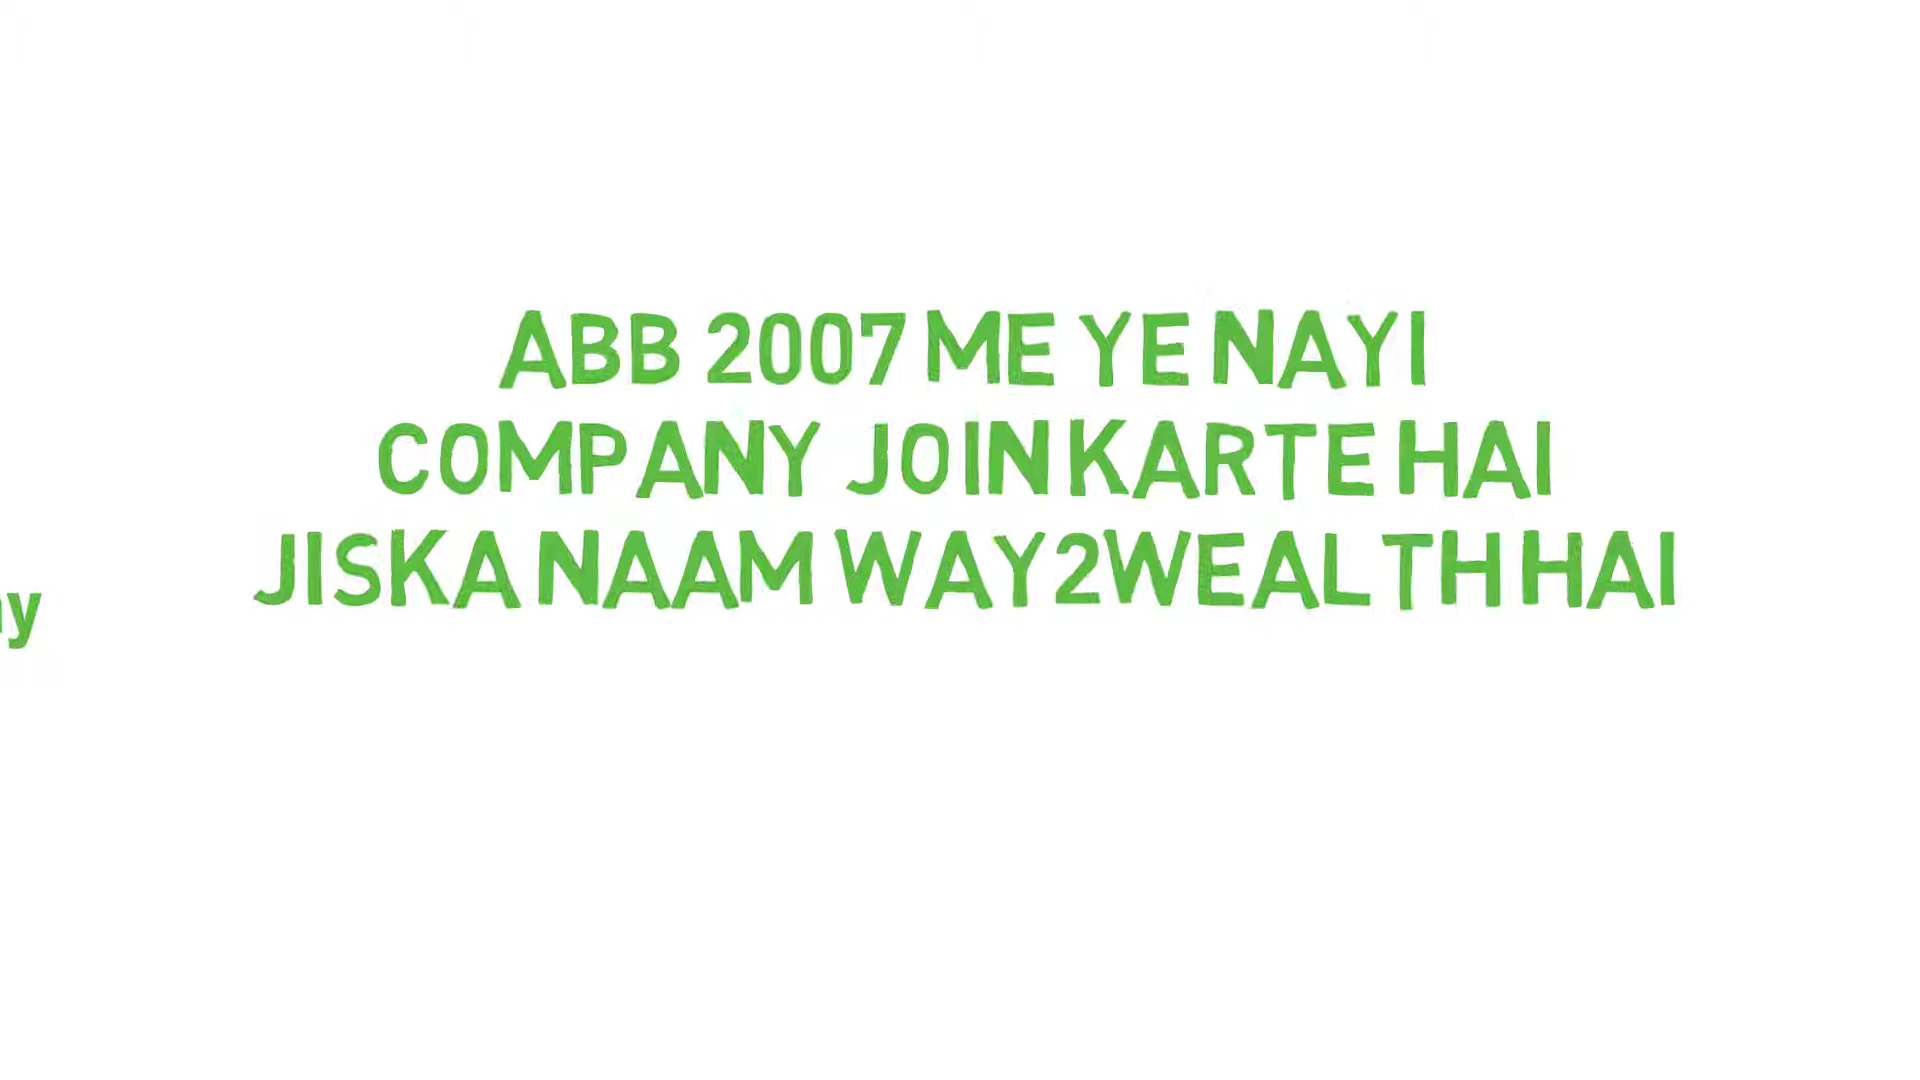 ABB 2007 ME YE NAYI
COMPANY JOIN KARTE HAI
JISKA NAAM WAY2WEALTH HAI